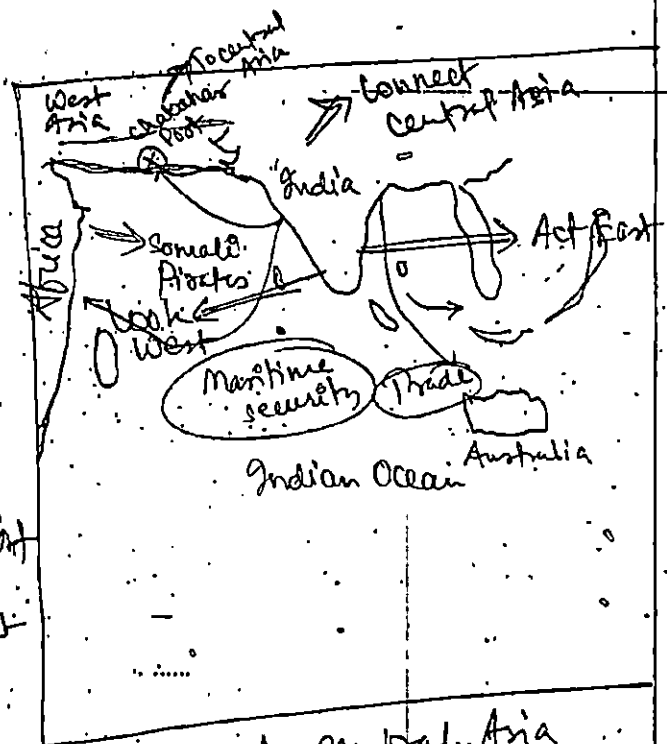 To central
Asia
West
Asia
Chabahar
Port
Connect
central Asia
India
Africa
Act East
Somali
Pirates
Look
West
Maritime
security
Trade
Australia
Indian Ocean
Asia